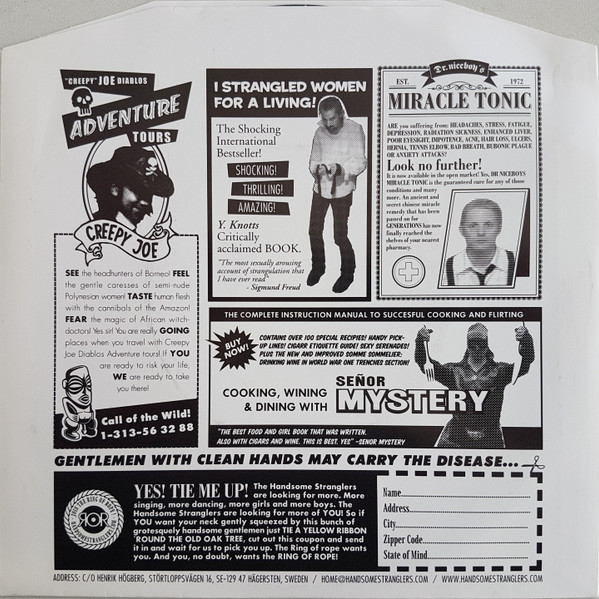 "CREEPY" JOE DIABLOS
ADVENTURE
TOURS
CREEPY JOE
SEE the headhunters of Borneo! FEEL
the gentle caresses of semi-nude
Polynesian women! TASTE human flesh
with the cannibals of the Amazon!
FEAR the magic of African witch-
doctors! Yes sir! You are really GOING
places when you travel with Creepy
Joe Diablos Adventure tours! If YOU
are ready to risk your life,
WE are ready to take
you there!
Call of the Wild!
1-313-56 32 88
I STRANGLED WOMEN
FOR A LIVING!
The Shocking
International
Bestseller!
SHOCKING!
THRILLING!
AMAZING!
Y. Knotts
Critically
acclaimed BOOK.
"The most sexually arousing
account of strangulation that
I have ever read"
- Sigmund Freud
Dr. niceboy's
EST. 1972
MIRACLE TONIC
ARE you suffering from: HEADACHES, STRESS, FATIGUE,
DEPRESSION, RADIATION SICKNESS, ENHANCED LIVER,
POOR EYESIGHT, IMPOTENCE, ACNE, HAIR LOSS, ULCERS,
HERNIA, TENNIS ELBOW, BAD BREATH, BUBONIC PLAGUE
OR ANXIETY ATTACKS?
Look no further!
It is now available in the open market! Yes, DR NICEBOYS
MIRACLE TONIC is the guaranteed cure for any of those
conditions and many
more. An ancient and
secret chinese miracle
remedy that has been
passed on for
GENERATIONS has now
finally reached the
shelves of your nearest
pharmacy.
THE COMPLETE INSTRUCTION MANUAL TO SUCCESFUL COOKING AND FLIRTING
BUY
NOW!
CONTAINS OVER 100 SPECIAL RECIPIES! HANDY PICK-
UP LINES! CIGARR ETIQUETTE GUIDE! SEXY SERENADES!
PLUS THE NEW AND IMPROVED SOMME SOMMELIER:
DRINKING WINE IN WORLD WAR ONE TRENCHES SECTION!
COOKING, WINING
& DINING WITH
SEÑOR
MYSTERY
"THE BEST FOOD AND GIRL BOOK THAT WAS WRITTEN.
ALSO WITH CIGARS AND WINE. THIS IS BEST. YES" -SENOR MYSTERY
GENTLEMEN WITH CLEAN HANDS MAY CARRY THE DISEASE...
ROR
YES! TIE ME UP! The Handsome Stranglers
are looking for more. More
singing, more dancing, more girls and more boys. The
Handsome Stranglers are looking for more of YOU! So if
YOU want your neck gently squeezed by this bunch of
grotesquely handsome gentlemen just TIE A YELLOW RIBBON
'ROUND THE OLD OAK TREE, cut out this coupon and send
it in and wait for us to pick you up. The Ring of rope wants
you. And you, no doubt, wants the RING OF ROPE!
Name
Address
City
Zipper Code
State of Mind
ADDRESS: C/O HENRIK HÖGBERG, STÖRTLOPPSVÄGEN 16, SE-129 47 HÄGERSTEN, SWEDEN / HOME@HANDSOMESTRANGLERS.COM / WWW.HANDSOMESTRANGLERS.COM